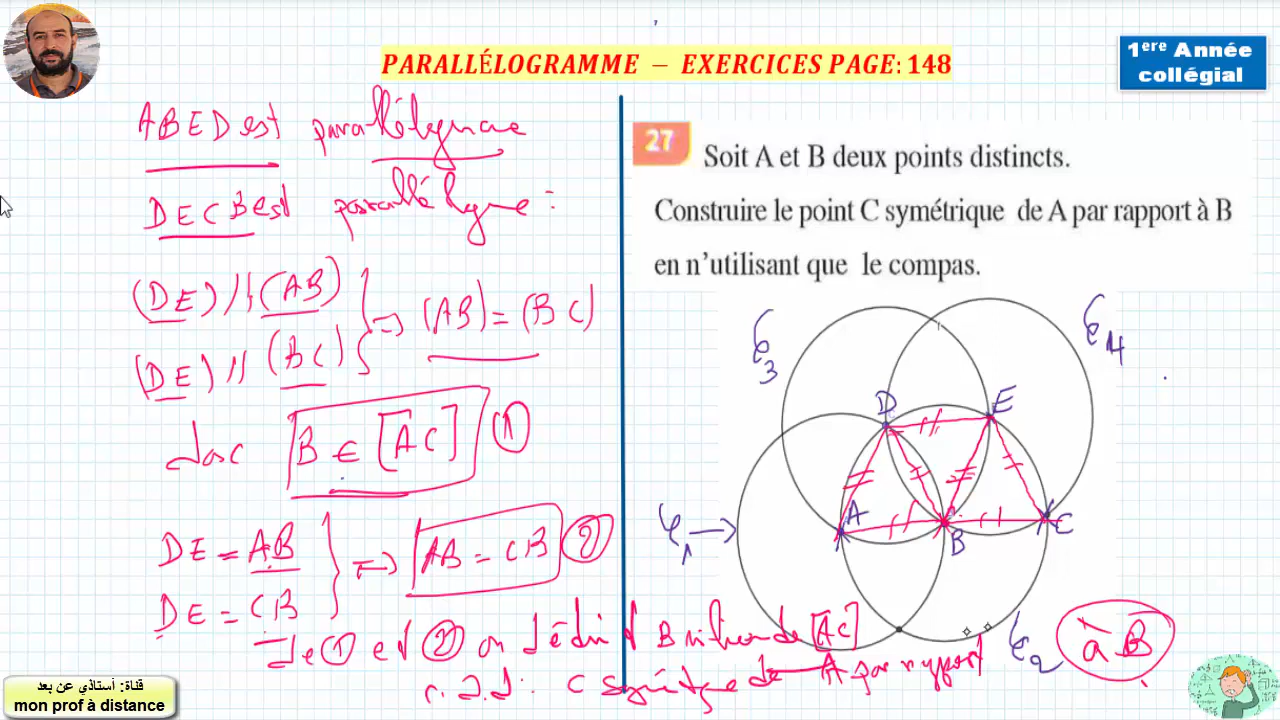 PARALLÉLOGRAMME – EXERCICES PAGE: 148
1ere Année
collégial
ABED est parallélogramme
DECB est parallélogramme :
(DE) // (AB)
(DE) // (BC) } ⇒ (AB) = (BC)
donc B ∈ [AC] ①
DE = AB
DE = CB } ⇒ AB = CB ②
de ① et ② on déduit B milieu de [AC]
c.à.d : C symétrique de A par rapport
à B
27
Soit A et B deux points distincts.
Construire le point C symétrique de A par rapport à B
en n'utilisant que le compas.
C3
C4
D
E
C1
A
B
C
C2
قناة: أستاذي عن بعد
mon prof à distance